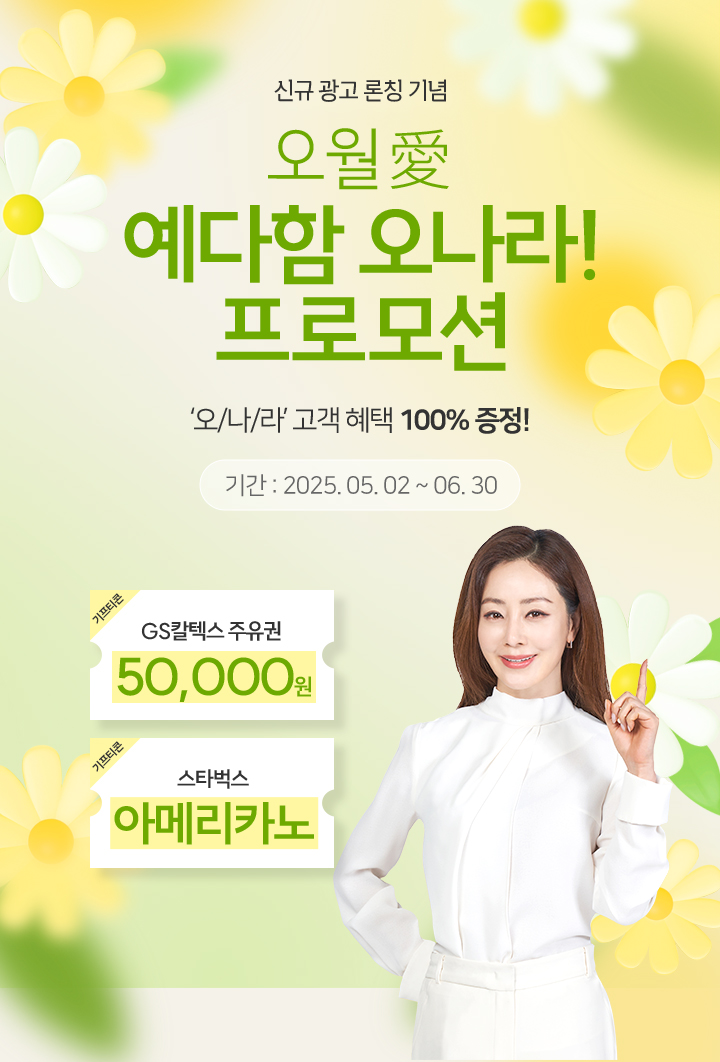 신규 광고 론칭 기념
오월愛
예다함 오나라!
프로모션
‘오/나/라’ 고객 혜택 100% 증정!
기간 : 2025. 05. 02 ~ 06. 30
기프티콘
GS칼텍스 주유권
50,000원
기프티콘
스타벅스
아메리카노